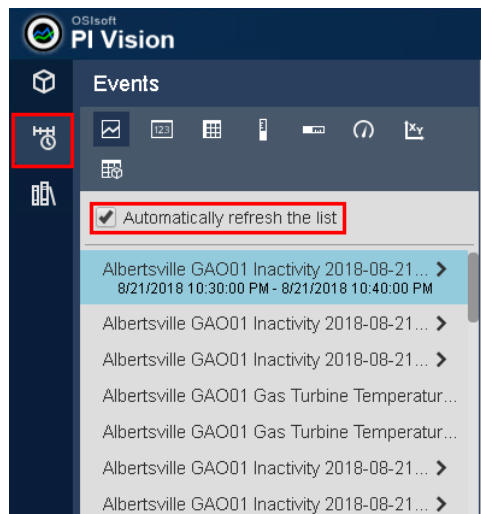 OSIsoft
PI Vision
Events
123
XY
Automatically refresh the list
Albertsville GAO01 Inactivity 2018-08-21...
8/21/2018 10:30:00 PM - 8/21/2018 10:40:00 PM
Albertsville GAO01 Inactivity 2018-08-21...
Albertsville GAO01 Inactivity 2018-08-21...
Albertsville GAO01 Gas Turbine Temperatur...
Albertsville GAO01 Gas Turbine Temperatur...
Albertsville GAO01 Inactivity 2018-08-21...
Albertsville GAO01 Inactivity 2018-08-21...